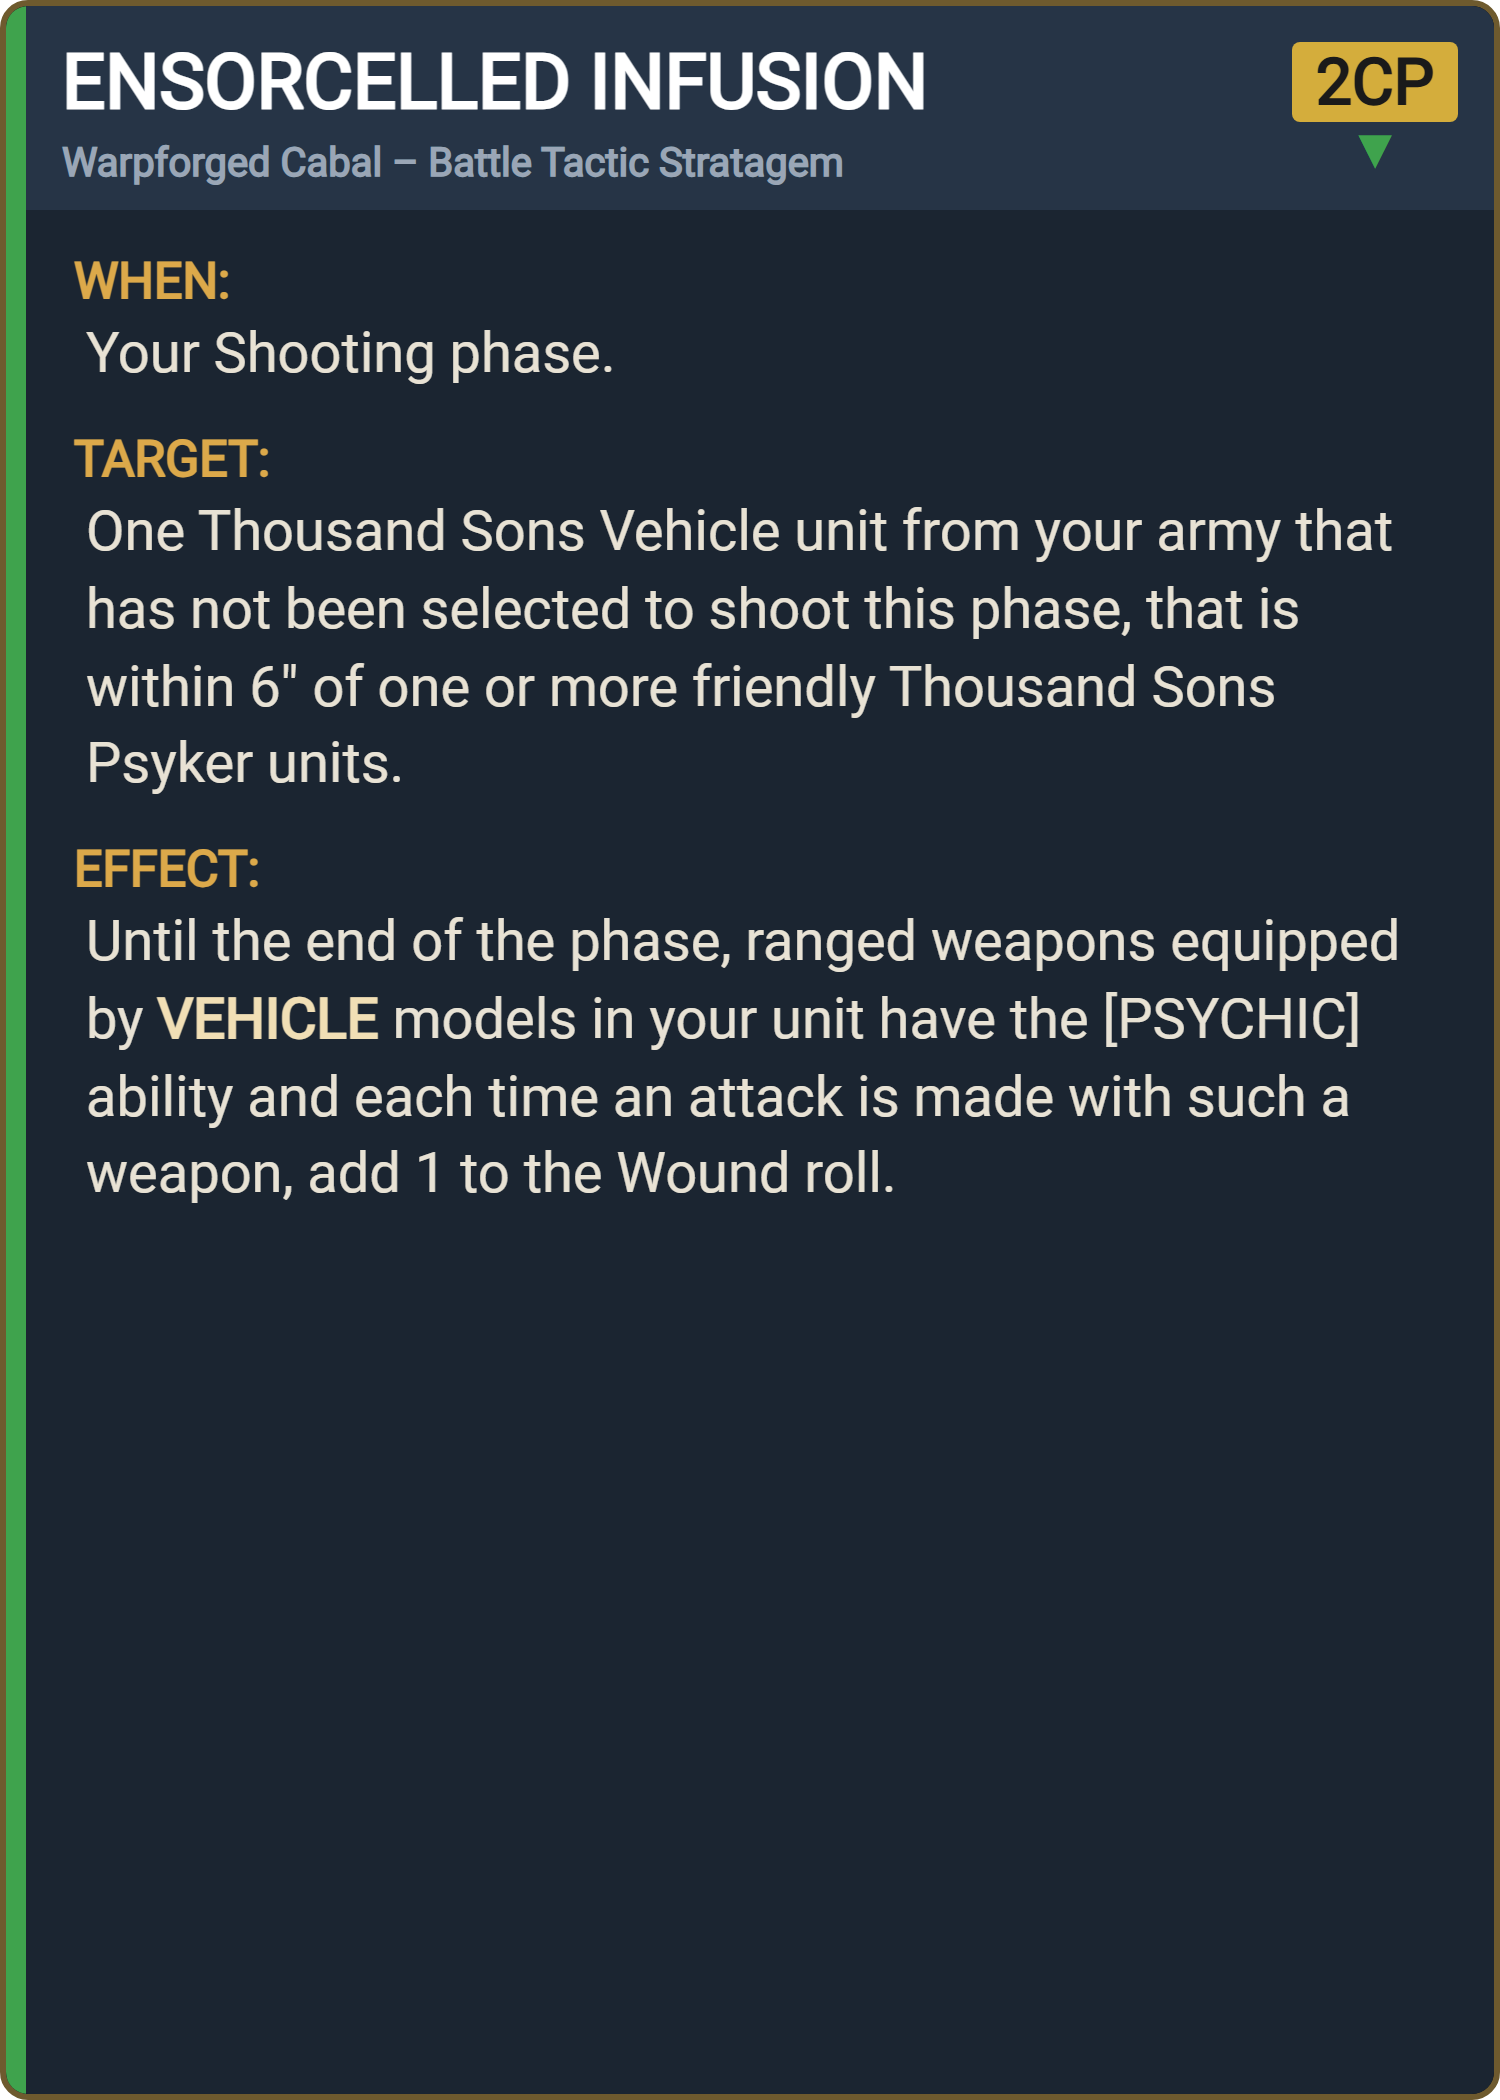 ENSORCELLED INFUSION
2CP
Warpforged Cabal – Battle Tactic Stratagem
WHEN:
Your Shooting phase.
TARGET:
One Thousand Sons Vehicle unit from your army that
has not been selected to shoot this phase, that is
within 6" of one or more friendly Thousand Sons
Psyker units.
EFFECT:
Until the end of the phase, ranged weapons equipped
by VEHICLE models in your unit have the [PSYCHIC]
ability and each time an attack is made with such a
weapon, add 1 to the Wound roll.